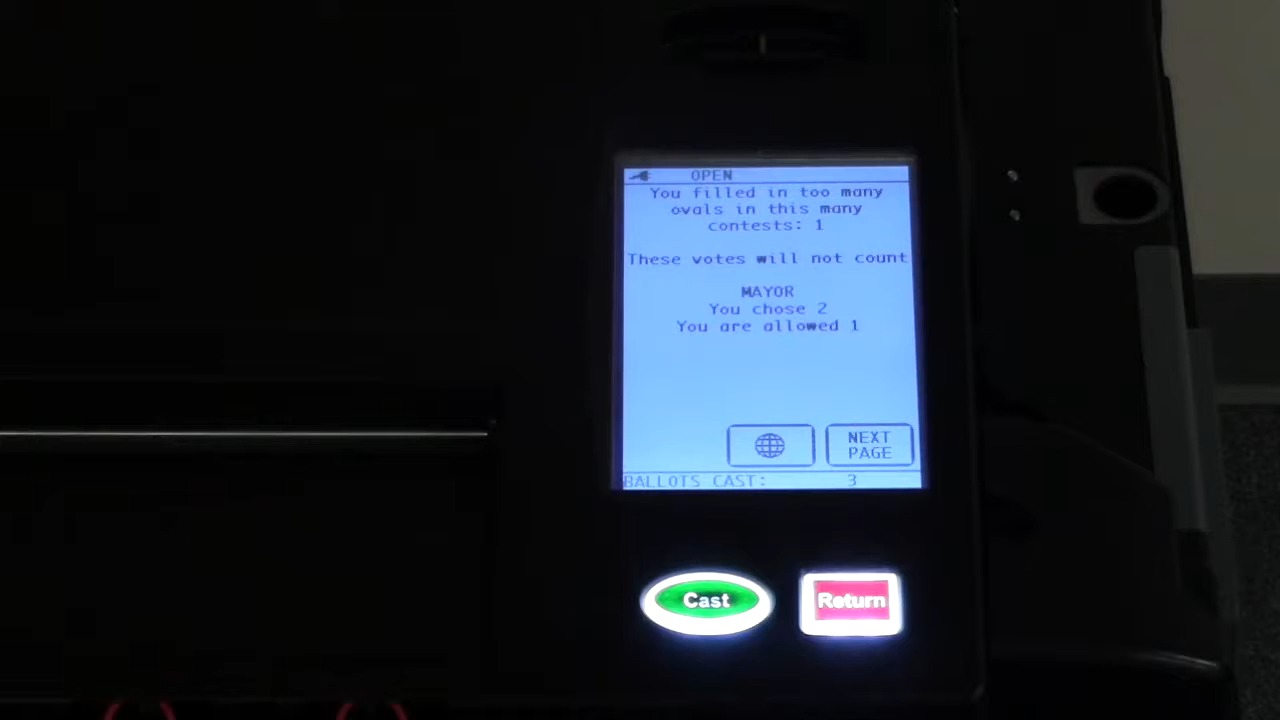 OPEN
You filled in too many
ovals in this many
contests: 1
These votes will not count
MAYOR
You chose 2
You are allowed 1
NEXT
PAGE
BALLOTS CAST: 3
Cast
Return